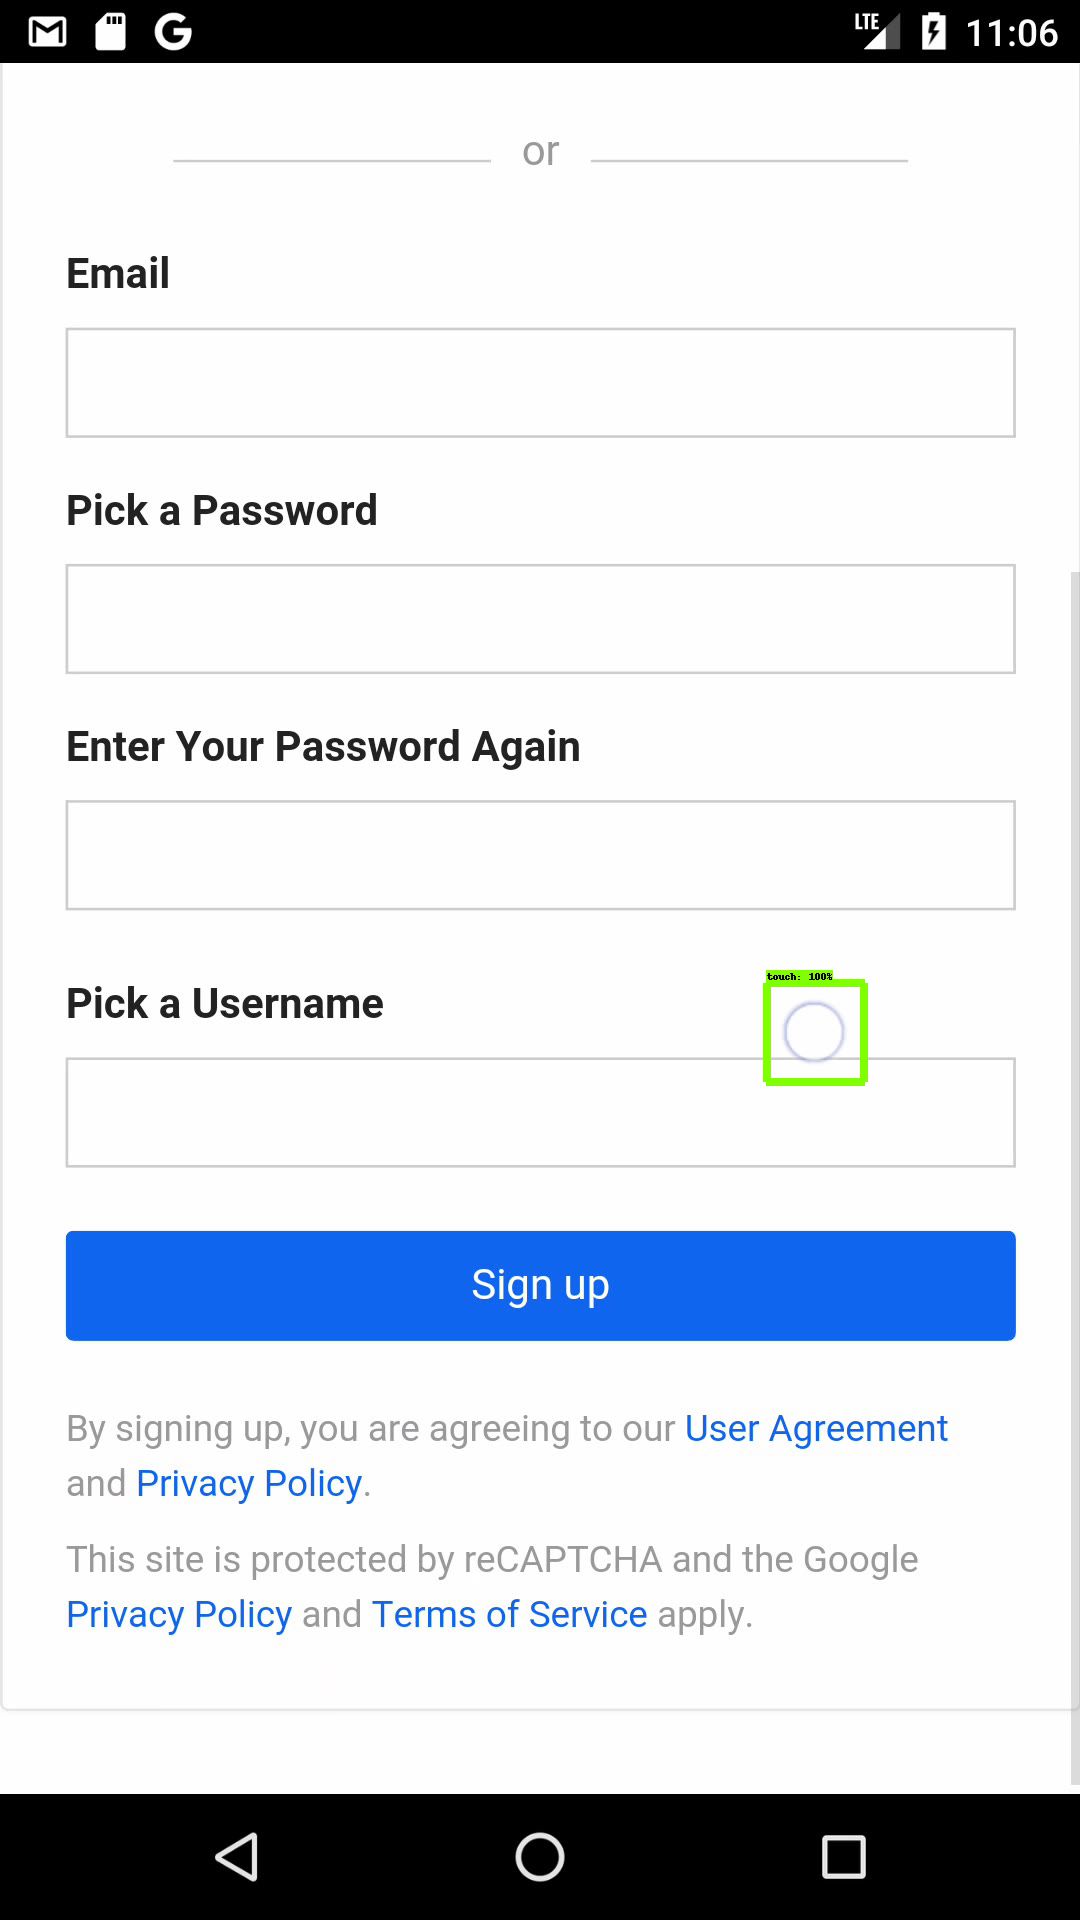 LTE 11:06
or
Email
Pick a Password
Enter Your Password Again
touch: 100%
Pick a Username
Sign up
By signing up, you are agreeing to our User Agreement
and Privacy Policy.
This site is protected by reCAPTCHA and the Google
Privacy Policy and Terms of Service apply.